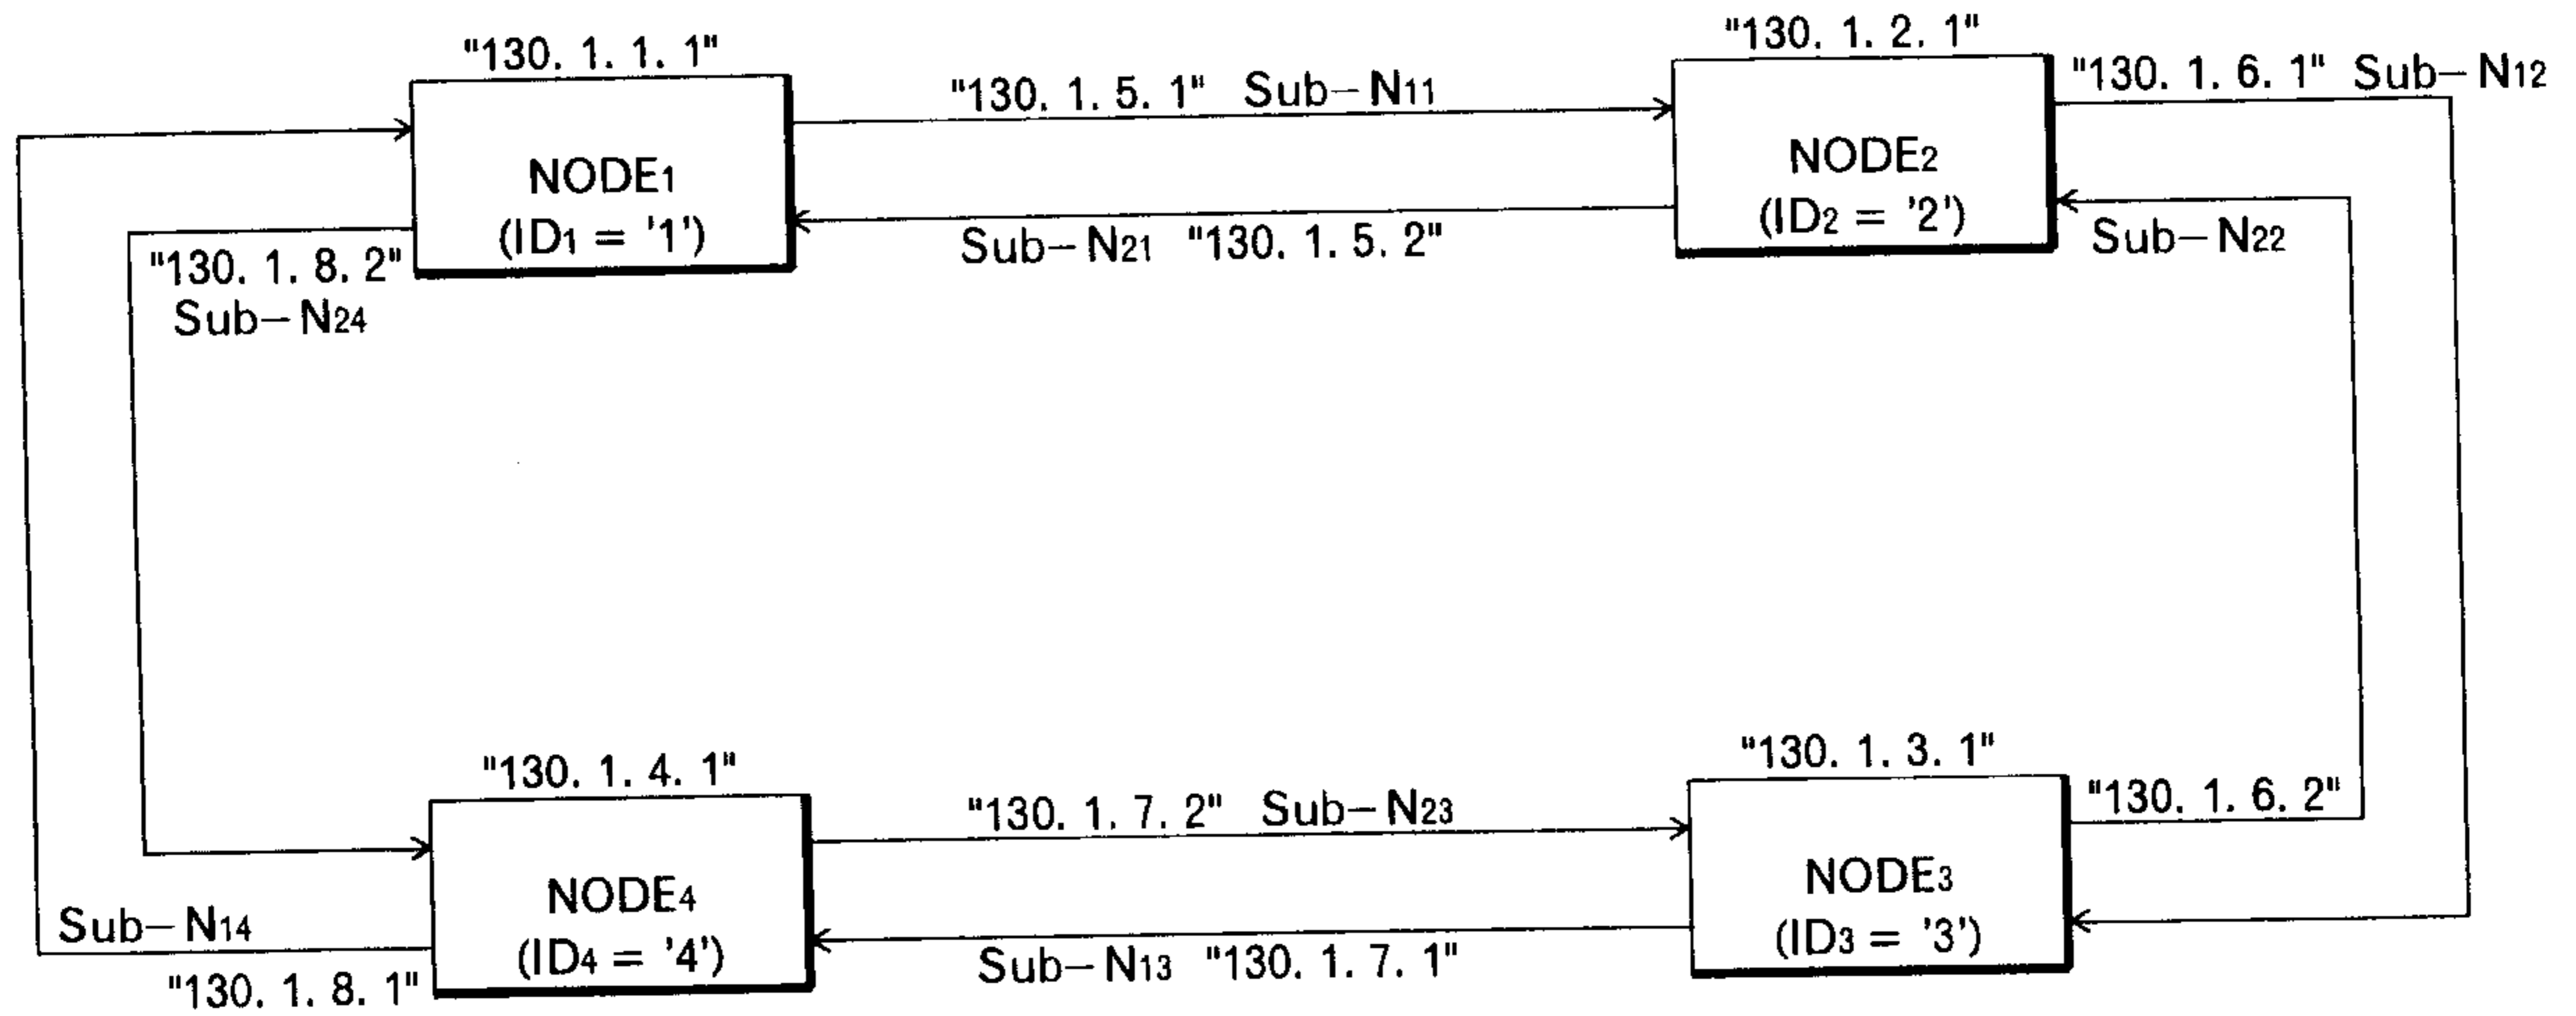 "130. 1. 1. 1"
"130. 1. 2. 1"
"130. 1. 5. 1" Sub-N11
"130. 1. 6. 1" Sub-N12
NODE1
(ID1 = '1')
NODE2
(ID2 = '2')
Sub-N21 "130. 1. 5. 2"
Sub-N22
"130. 1. 8. 2"
Sub-N24
"130. 1. 4. 1"
"130. 1. 3. 1"
"130. 1. 7. 2" Sub-N23
"130. 1. 6. 2"
NODE4
(ID4 = '4')
NODE3
(ID3 = '3')
Sub-N14
"130. 1. 8. 1"
Sub-N13 "130. 1. 7. 1"